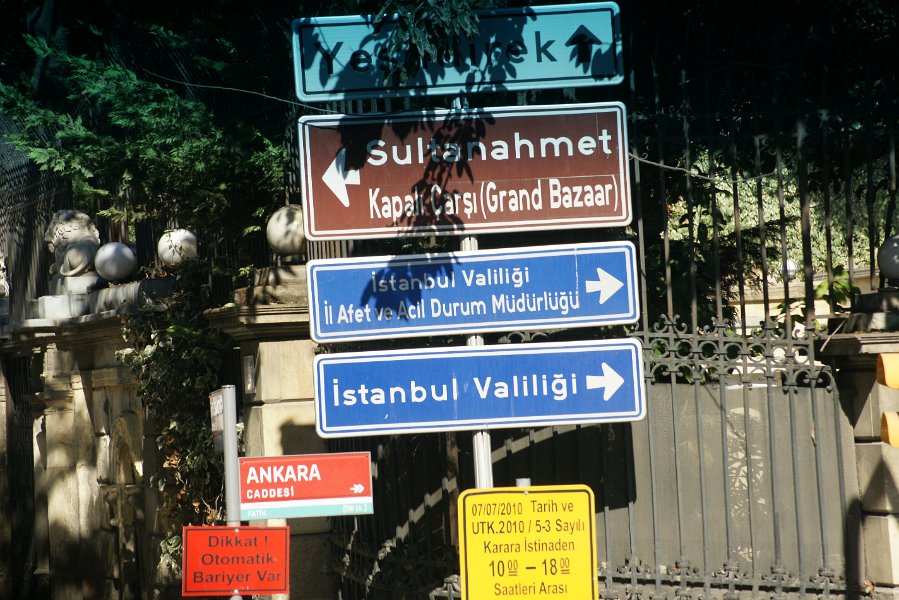 Yeşildirek
Sultanahmet
Kapalı Çarşı (Grand Bazaar)
İstanbul Valiliği
İl Afet ve Acil Durum Müdürlüğü
İstanbul Valiliği
ANKARA
CADDESİ
FATİH
Dikkat !
Otomatik
Bariyer Var
07/07/2010 Tarih ve
UTK.2010 / 5-3 Sayılı
Karara İstinaden
10 00 – 18 00
Saatleri Arası